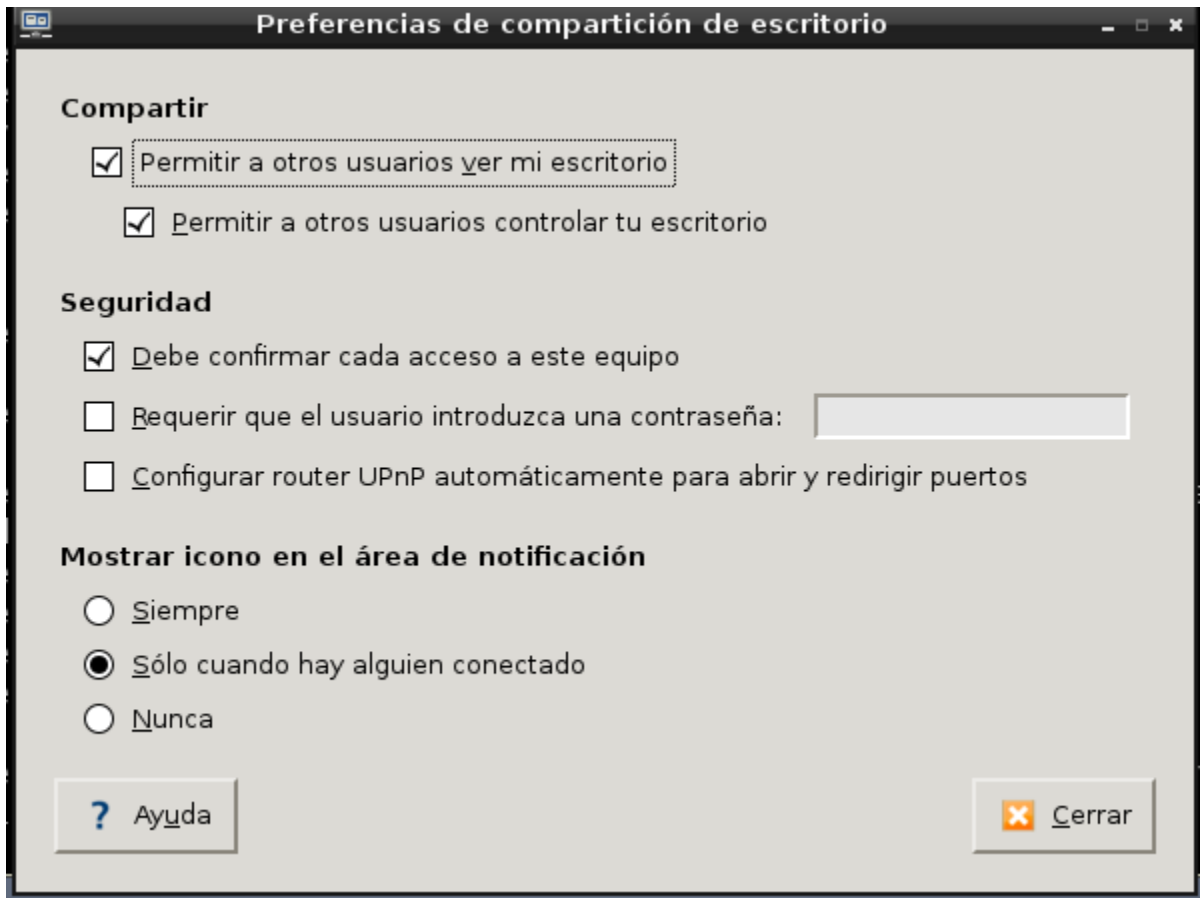 Preferencias de compartición de escritorio
Compartir
Permitir a otros usuarios ver mi escritorio
Permitir a otros usuarios controlar tu escritorio
Seguridad
Debe confirmar cada acceso a este equipo
Requerir que el usuario introduzca una contraseña:
Configurar router UPnP automáticamente para abrir y redirigir puertos
Mostrar icono en el área de notificación
Siempre
Sólo cuando hay alguien conectado
Nunca
? Ayuda
Cerrar